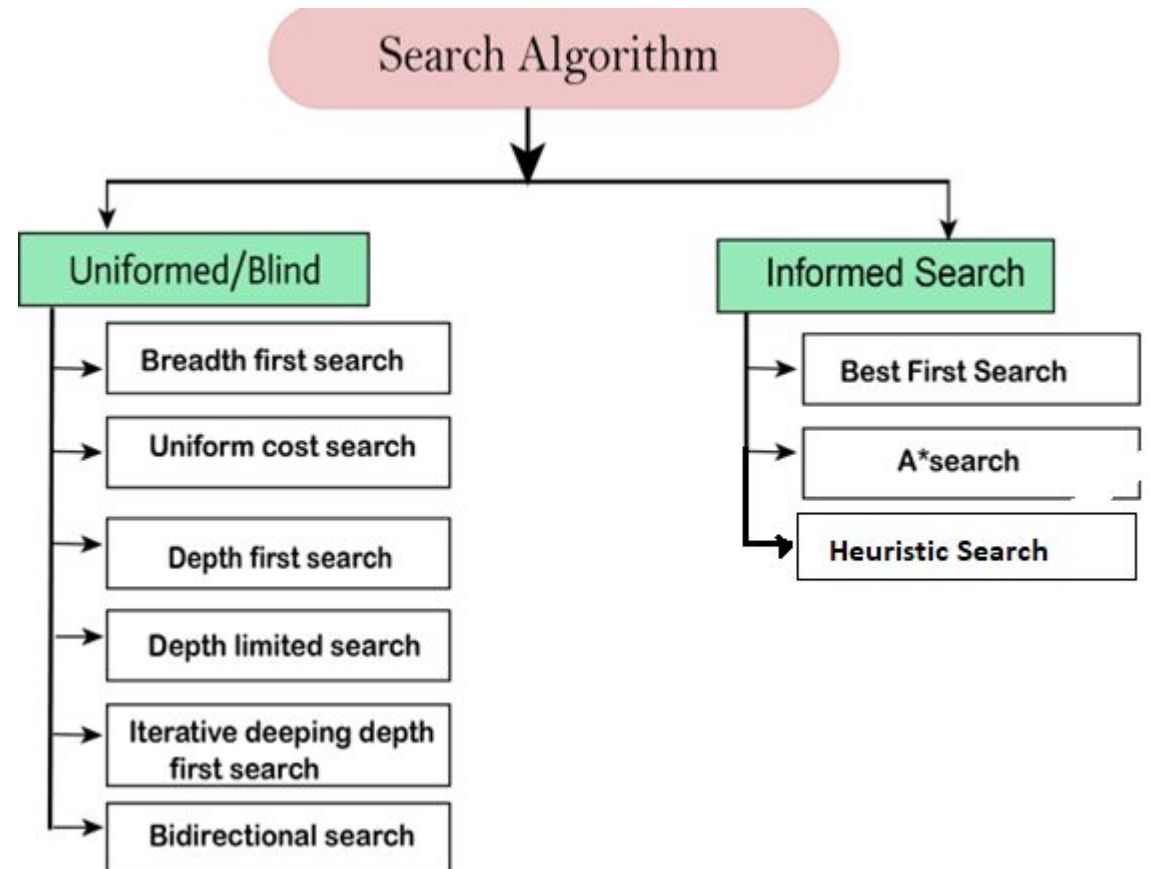 Search Algorithm
Uniformed/Blind
Breadth first search
Uniform cost search
Depth first search
Depth limited search
Iterative deeping depth
first search
Bidirectional search
Informed Search
Best First Search
A*search
Heuristic Search